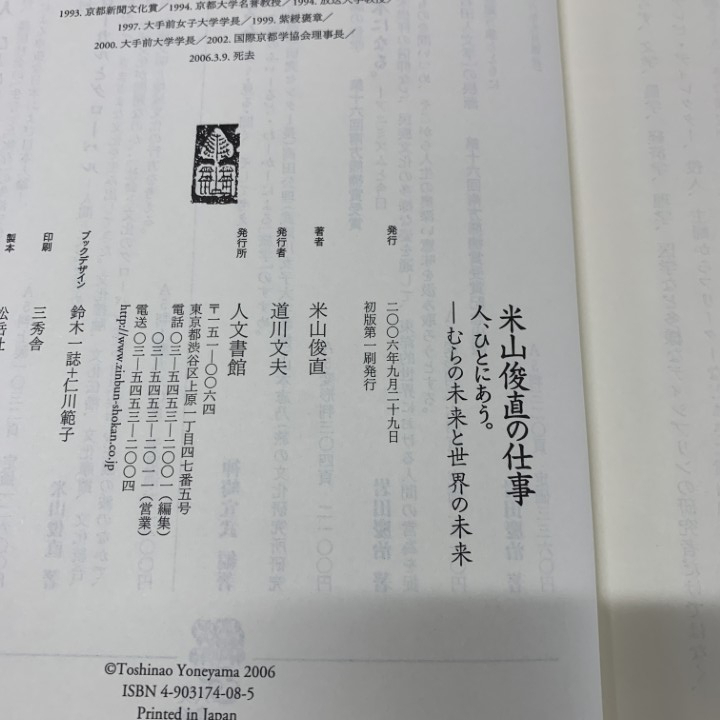 1993. 京都新聞文化賞／1994. 京都大学名誉教授／1994. 放送大学教授／
1997. 大手前女子大学学長／1999. 紫綬褒章／
2000. 大手前大学学長／2002. 国際京都学協会理事長／
2006.3.9. 死去
米山俊直の仕事
人、ひとにあう。
―むらの未来と世界の未来
発行 二〇〇六年九月二十九日
初版第一刷発行
著者 米山俊直
発行者 道川文夫
発行所 人文書館
〒一五一―〇〇六四
東京都渋谷区上原一丁目四七番五号
電話 〇三―五四五三―二〇〇一（編集）
〇三―五四五三―二〇一一（営業）
電送 〇三―五四五三―二〇〇四
http://www.zinbun-shokan.co.jp
ブックデザイン 鈴木一誌＋仁川範子
印刷 三秀舎
製本 松岳社
©Toshinao Yoneyama 2006
ISBN 4-903174-08-5
Printed in Japan